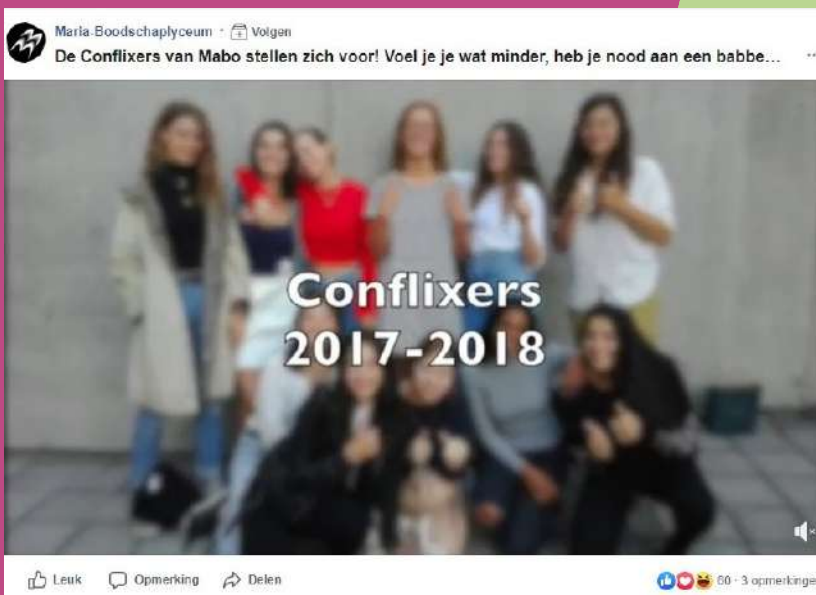 Maria-Boodschaplyceum · Volgen
De Conflixers van Mabo stellen zich voor! Voel je je wat minder, heb je nood aan een babbe...
Conflixers
2017-2018
Leuk Opmerking Delen 60 · 3 opmerkinge